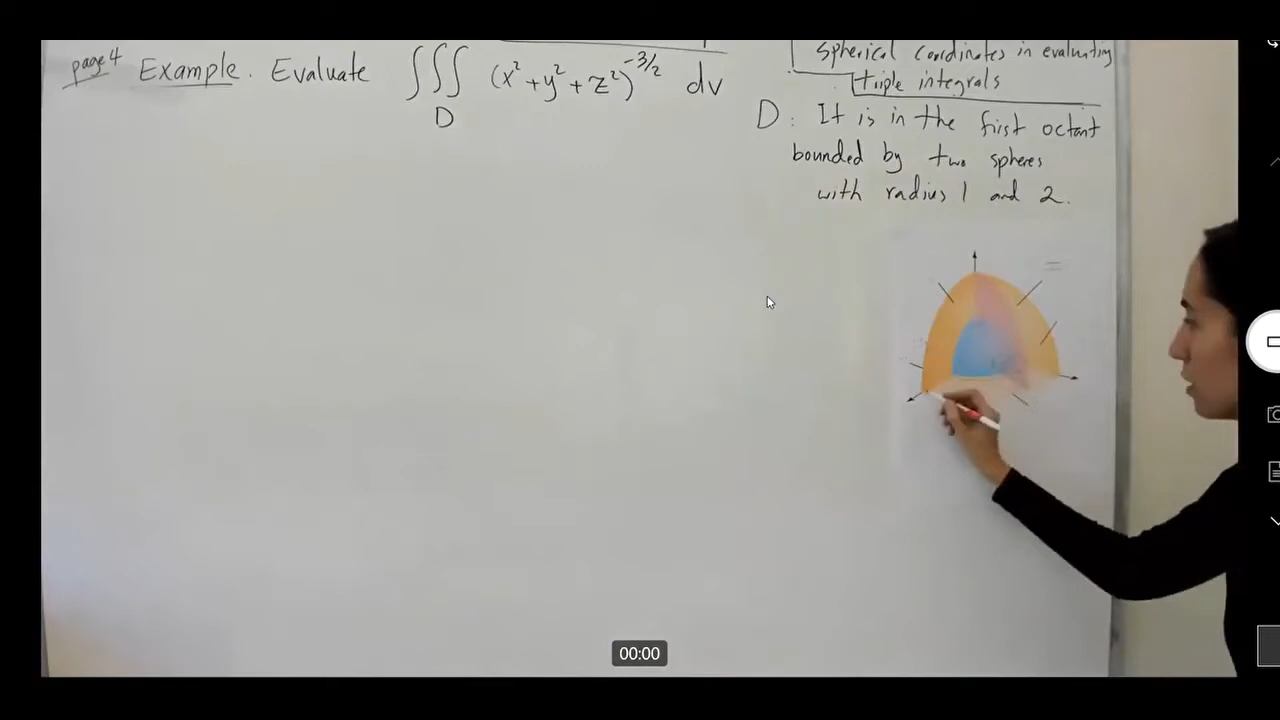 page 4 Example. Evaluate ∫∫∫ (x² + y² + z²)^-3/2 dv
D
Spherical coordinates in evaluating
triple integrals
D: It is in the first octant
bounded by two spheres
with radius 1 and 2.
00:00